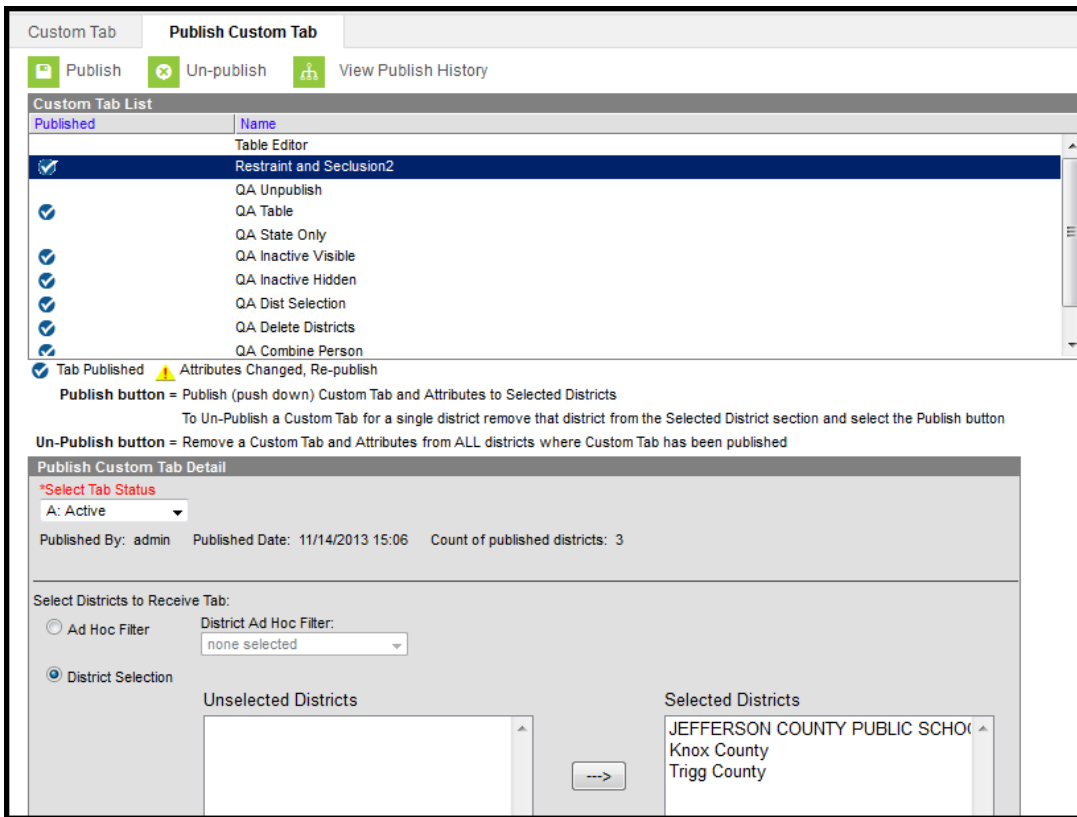 Custom Tab Publish Custom Tab
Publish Un-publish View Publish History
Custom Tab List
Published Name
Table Editor
Restraint and Seclusion2
QA Unpublish
QA Table
QA State Only
QA Inactive Visible
QA Inactive Hidden
QA Dist Selection
QA Delete Districts
QA Combine Person
Tab Published Attributes Changed, Re-publish
Publish button = Publish (push down) Custom Tab and Attributes to Selected Districts
To Un-Publish a Custom Tab for a single district remove that district from the Selected District section and select the Publish button
Un-Publish button = Remove a Custom Tab and Attributes from ALL districts where Custom Tab has been published
Publish Custom Tab Detail
*Select Tab Status
A: Active
Published By: admin Published Date: 11/14/2013 15:06 Count of published districts: 3
Select Districts to Receive Tab:
Ad Hoc Filter District Ad Hoc Filter:
none selected
District Selection
Unselected Districts Selected Districts
JEFFERSON COUNTY PUBLIC SCHO
Knox County
--->
Trigg County